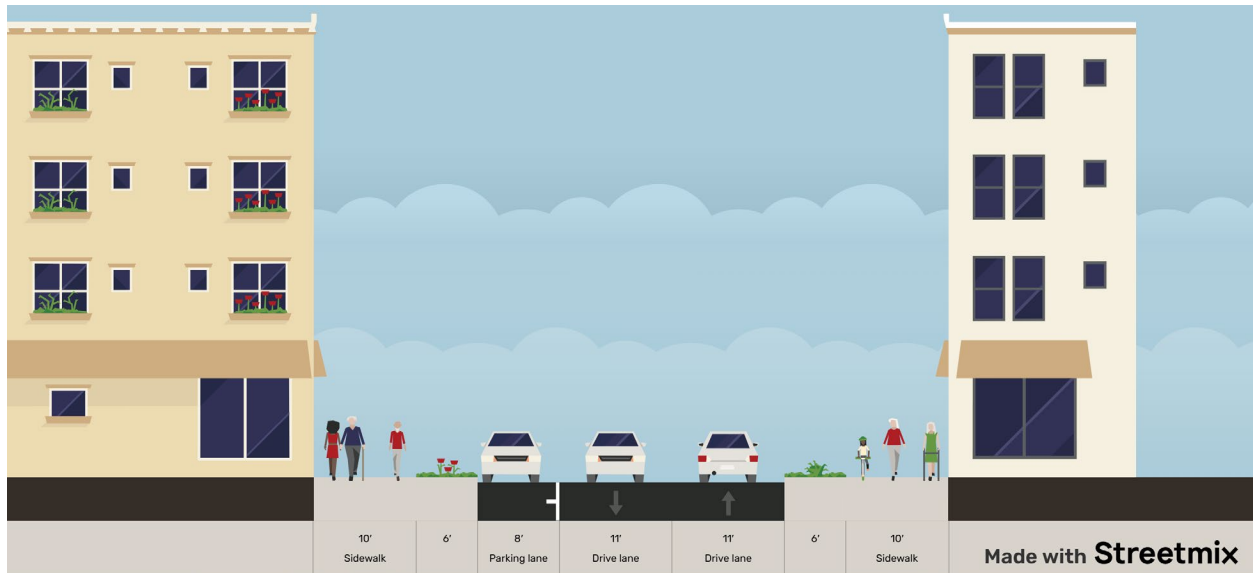 10' 6' 8' 11' 11' 6' 10'
Sidewalk Parking lane Drive lane Drive lane Sidewalk
Made with Streetmix